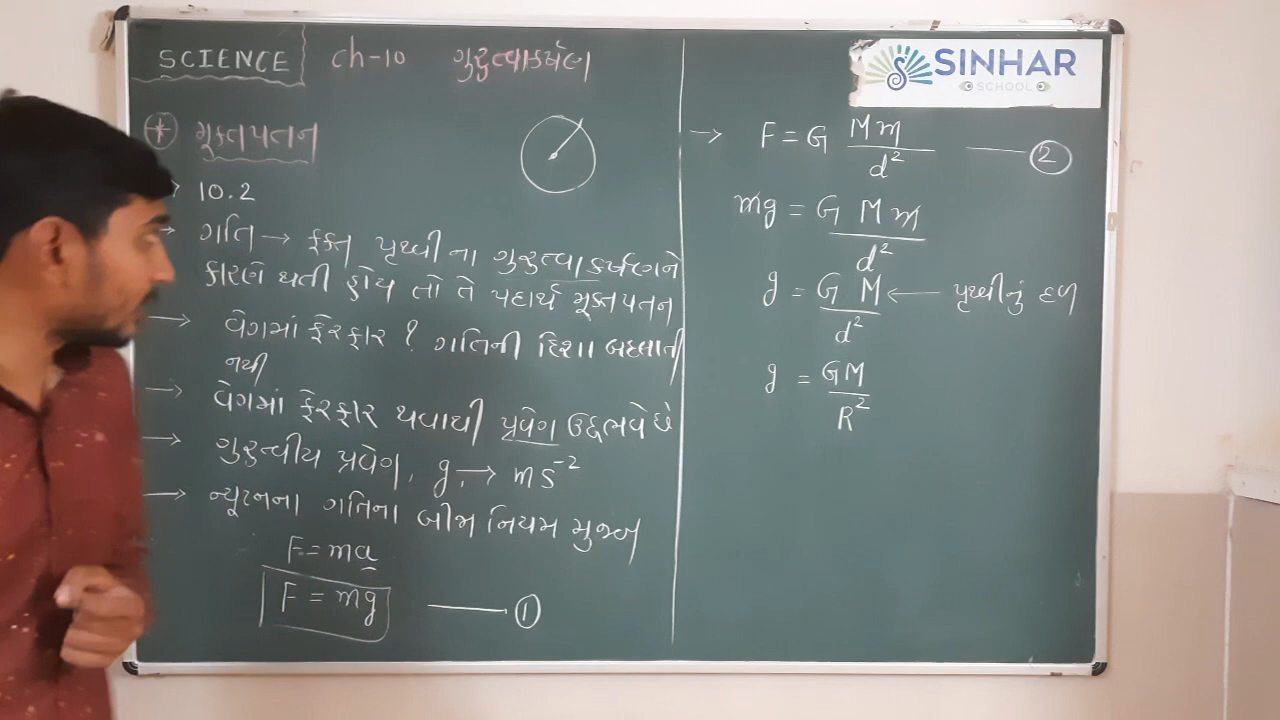 SCIENCE ch-10 ગુરુત્વાકર્ષણ
SINHAR
SCHOOL
* મૂક્તપતન
→ 10.2
→ ગતિ → ફક્ત પૃથ્વી ના ગુરુત્વાકર્ષણને
કારણે થતી હોય તો તે પદાર્થ મૂક્તપતન
→ વેગમાં ફેરફાર ? ગતિની દિશા બદલાતી
નથી
→ વેગમાં ફેરફાર થવાથી પ્રવેગ ઉદ્દભવે છે
→ ગુરુત્વીય પ્રવેગ, g → ms⁻²
→ ન્યૂટનના ગતિના બીજા નિયમ મુજબ
F = ma
F = mg — ①
→ F = G Mm/d² — ②
mg = G Mm/d²
g = G M/d² ← પૃથ્વીનું દળ
g = GM/R²